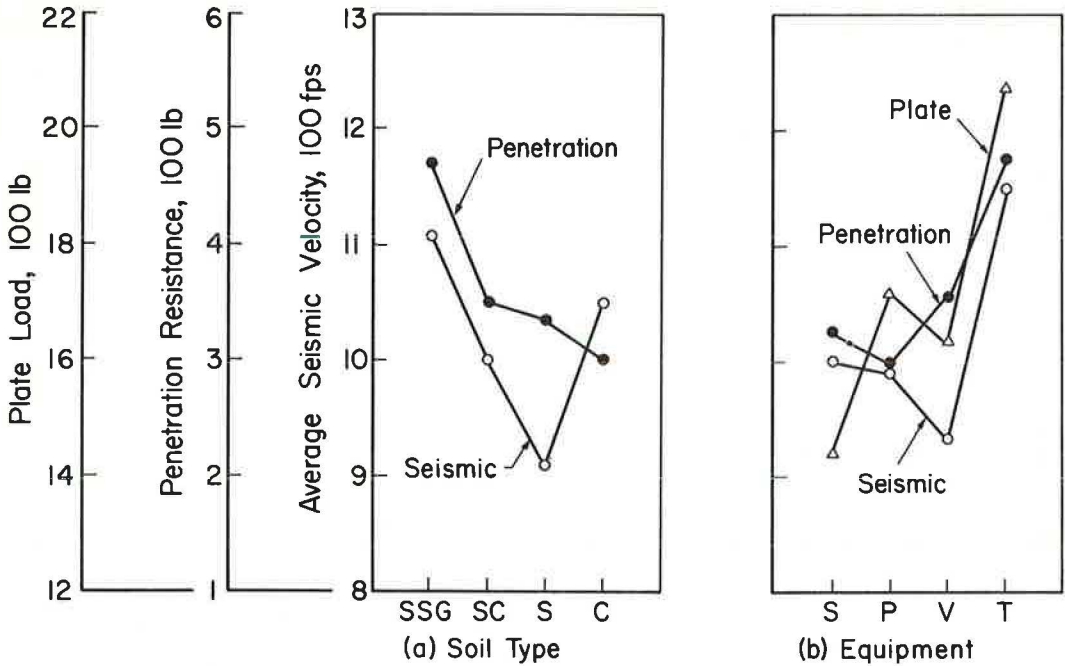 Plate Load, 100 lb
22
20
18
16
14
12
Penetration Resistance, 100 lb
6
5
4
3
2
1
Average Seismic Velocity, 100 fps
13
12
11
10
9
8
Penetration
Seismic
SSG SC S C
(a) Soil Type
Plate
Penetration
Seismic
S P V T
(b) Equipment